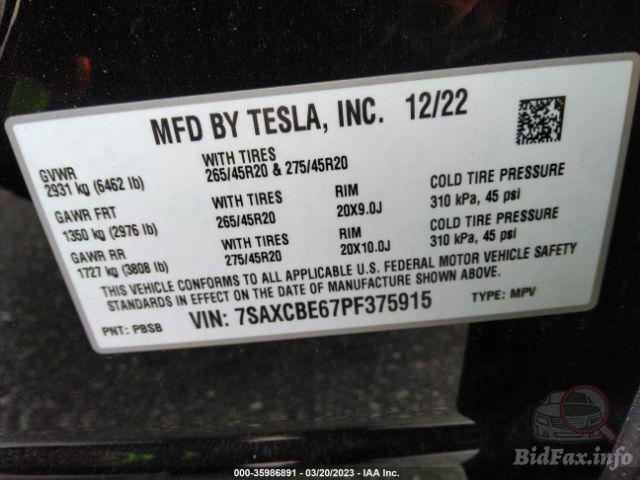 MFD BY TESLA, INC. 12/22
GVWR
2931 kg (6462 lb)
WITH TIRES
265/45R20 & 275/45R20
GAWR FRT
1350 kg (2976 lb)
WITH TIRES
265/45R20
RIM
20X9.0J
COLD TIRE PRESSURE
310 kPa, 45 psi
GAWR RR
1727 kg (3808 lb)
WITH TIRES
275/45R20
RIM
20X10.0J
COLD TIRE PRESSURE
310 kPa, 45 psi
THIS VEHICLE CONFORMS TO ALL APPLICABLE U.S. FEDERAL MOTOR VEHICLE SAFETY
STANDARDS IN EFFECT ON THE DATE OF MANUFACTURE SHOWN ABOVE.
PNT: PBSB VIN: 7SAXCBE67PF375915 TYPE: MPV
BidFax.info
000-35986891 - 03/20/2023 - IAA Inc.